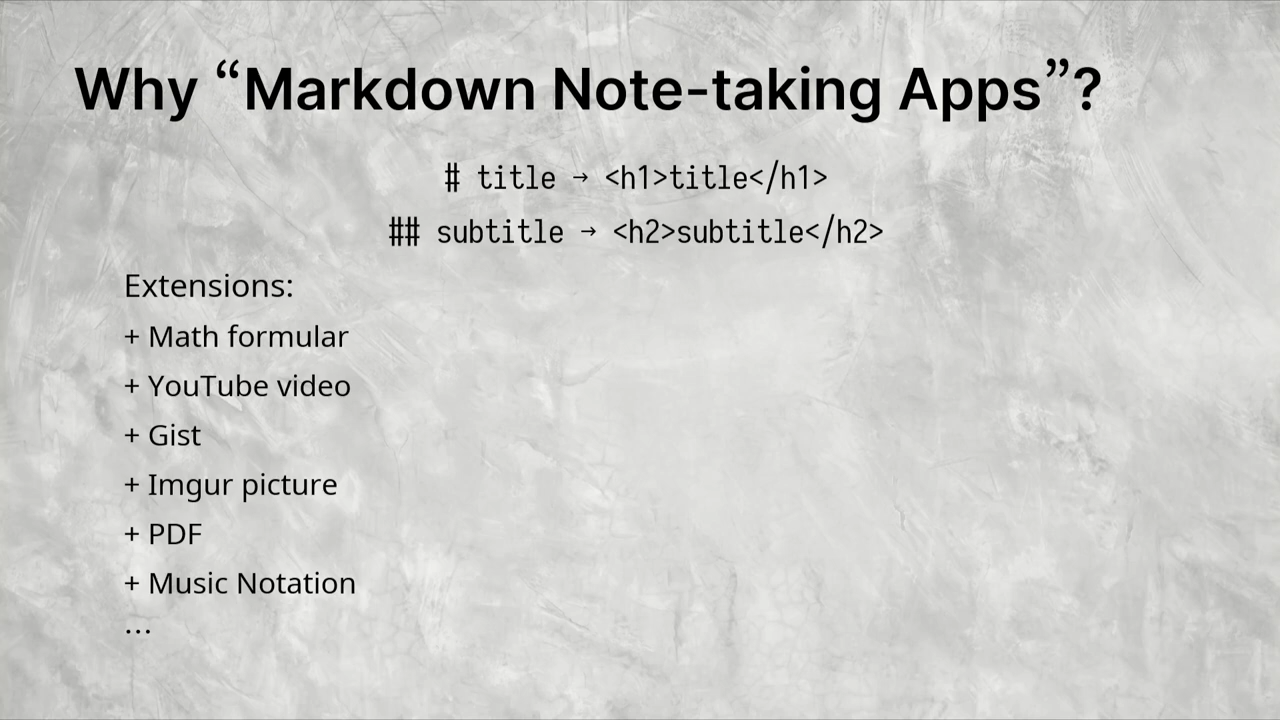 Why “Markdown Note-taking Apps”?
# title → <h1>title</h1>
## subtitle → <h2>subtitle</h2>
Extensions:
+ Math formular
+ YouTube video
+ Gist
+ Imgur picture
+ PDF
+ Music Notation
...